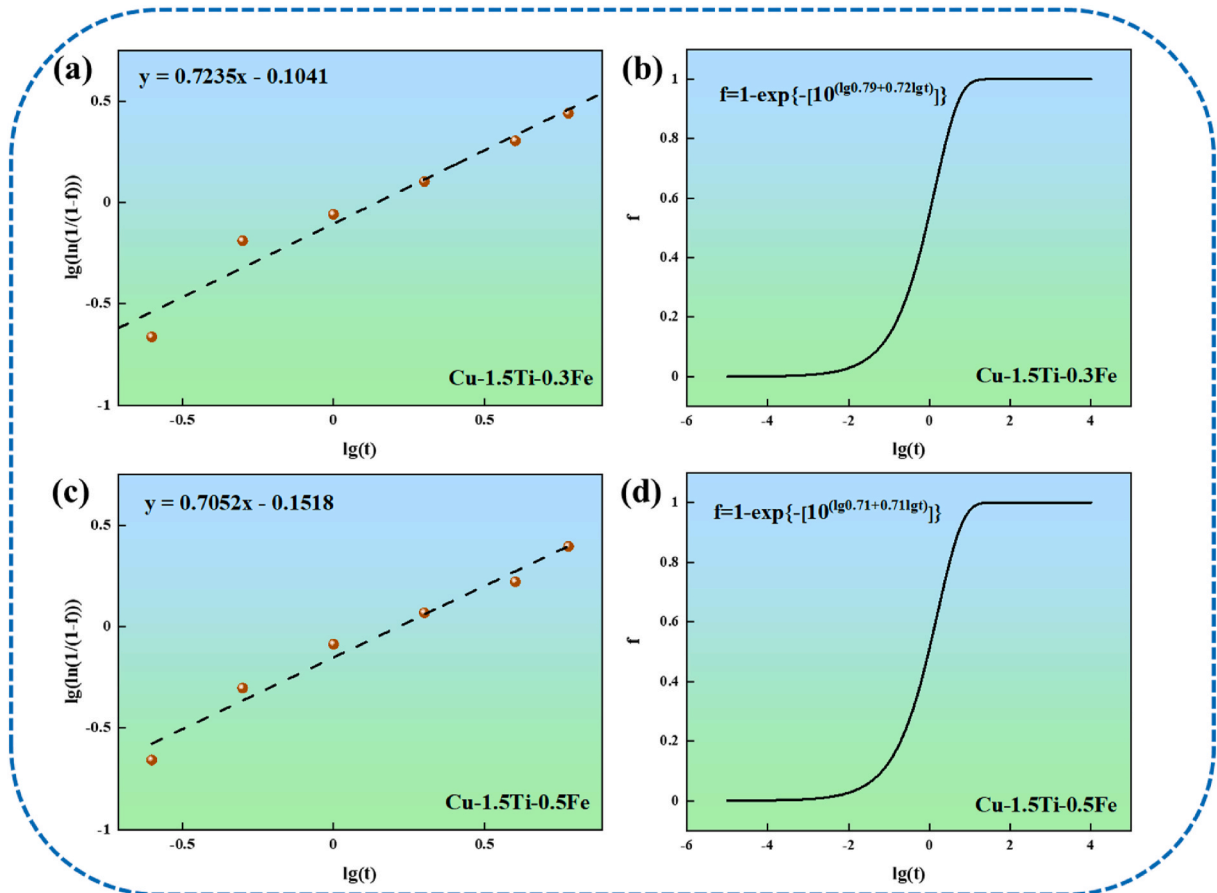 (a)
y = 0.7235x - 0.1041
lg(ln(1/(1-f)))
0.5
0
-0.5
-1
-0.5
0
0.5
lg(t)
Cu-1.5Ti-0.3Fe
(b)
f=1-exp{-[10^(lg0.79+0.72lgt)]}
f
1
0.8
0.6
0.4
0.2
0
-6
-4
-2
0
2
4
lg(t)
Cu-1.5Ti-0.3Fe
(c)
y = 0.7052x - 0.1518
lg(ln(1/(1-f)))
0.5
0
-0.5
-1
-0.5
0
0.5
lg(t)
Cu-1.5Ti-0.5Fe
(d)
f=1-exp{-[10^(lg0.71+0.71lgt)]}
f
1
0.8
0.6
0.4
0.2
0
-6
-4
-2
0
2
4
lg(t)
Cu-1.5Ti-0.5Fe